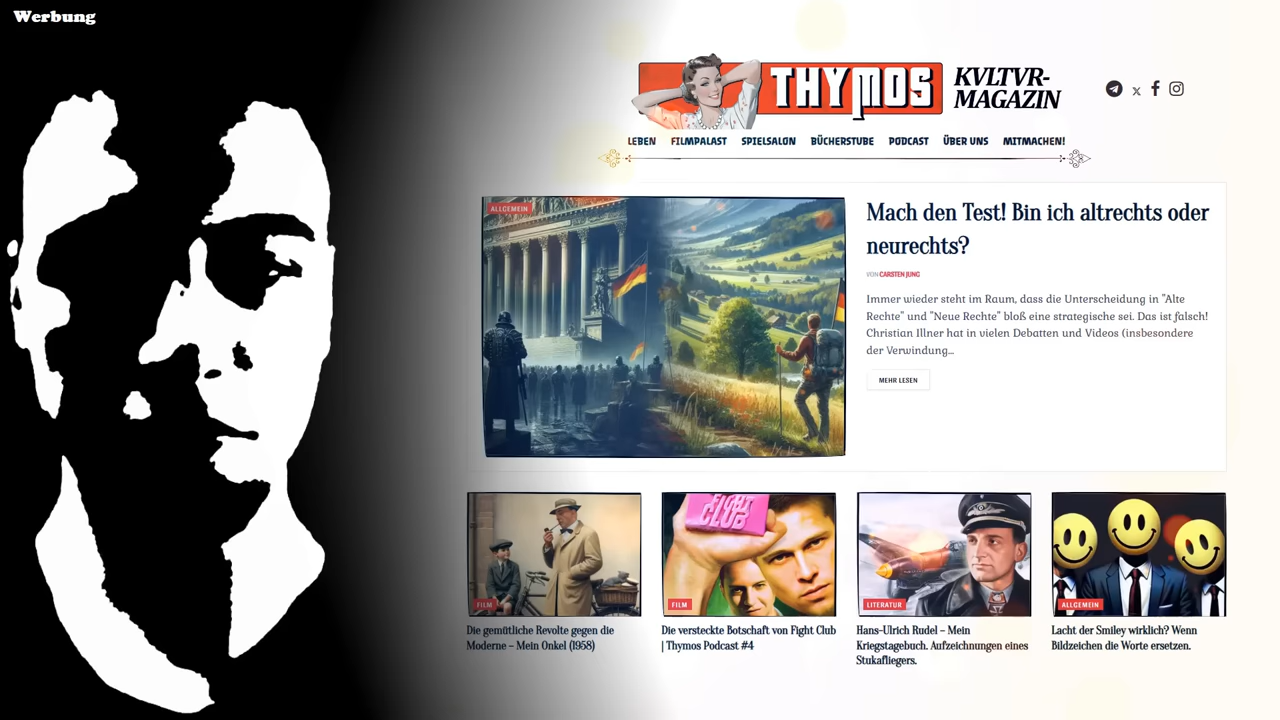 Werbung
THYMOS
KVLTVR-
MAGAZIN
LEBEN FILMPALAST SPIELSALON BÜCHERSTUBE PODCAST ÜBER UNS MITMACHEN!
ALLGEMEIN
Mach den Test! Bin ich altrechts oder
neurechts?
VON CARSTEN JUNG
Immer wieder steht im Raum, dass die Unterscheidung in "Alte
Rechte" und "Neue Rechte" bloß eine strategische sei. Das ist falsch!
Christian Illner hat in vielen Debatten und Videos (insbesondere
der Verwindung...
MEHR LESEN
FIGHT
CLUB
FILM
FILM
LITERATUR
ALLGEMEIN
Die gemütliche Revolte gegen die
Moderne – Mein Onkel (1958)
Die versteckte Botschaft von Fight Club
| Thymos Podcast #4
Hans-Ulrich Rudel – Mein
Kriegstagebuch. Aufzeichnungen eines
Stukafliegers.
Lacht der Smiley wirklich? Wenn
Bildzeichen die Worte ersetzen.